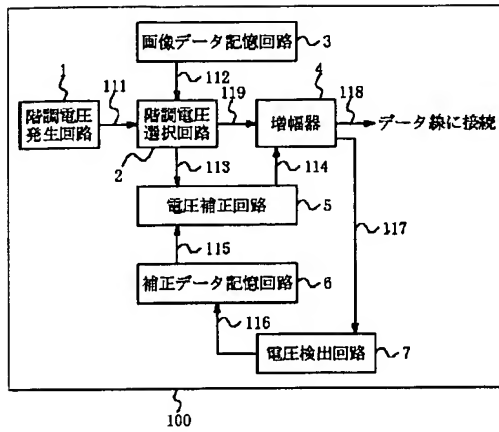 画像データ記憶回路
3
1
111
112
119
4
118
階調電圧
発生回路
階調電圧
選択回路
増幅器
データ線に接続
2
113
114
電圧補正回路
5
117
115
補正データ記憶回路
6
116
電圧検出回路
7
100